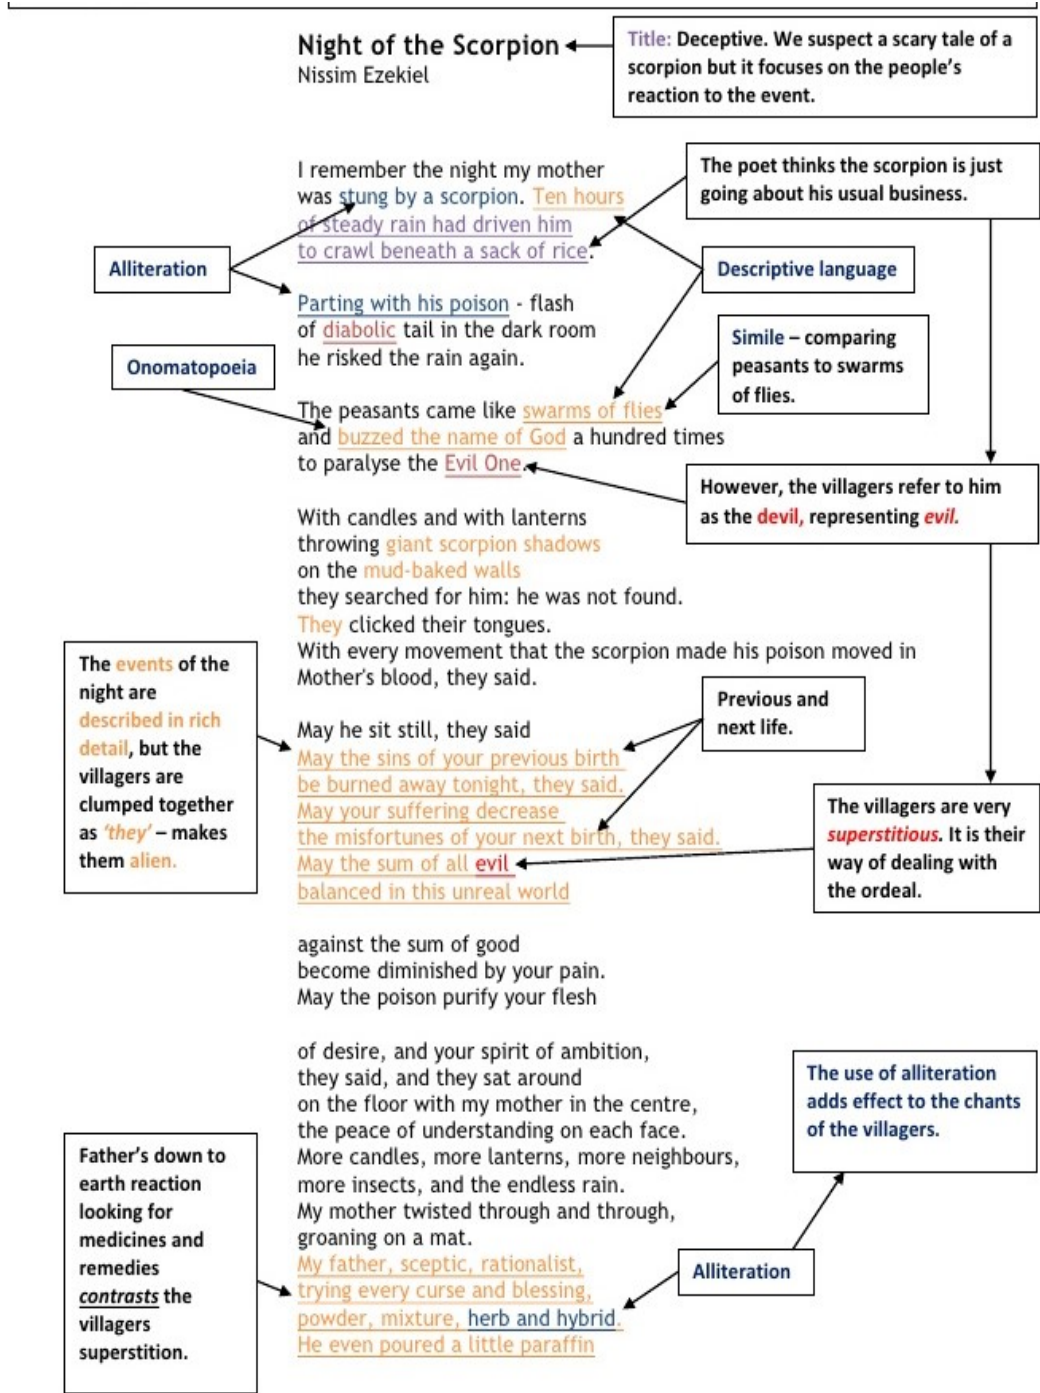 Night of the Scorpion
Nissim Ezekiel
Title: Deceptive. We suspect a scary tale of a
scorpion but it focuses on the people's
reaction to the event.
I remember the night my mother
was stung by a scorpion. Ten hours
of steady rain had driven him
to crawl beneath a sack of rice.
The poet thinks the scorpion is just
going about his usual business.
Alliteration
Descriptive language
Parting with his poison - flash
of diabolic tail in the dark room
he risked the rain again.
Simile – comparing
peasants to swarms
of flies.
Onomatopoeia
The peasants came like swarms of flies
and buzzed the name of God a hundred times
to paralyse the Evil One.
However, the villagers refer to him
as the devil, representing evil.
With candles and with lanterns
throwing giant scorpion shadows
on the mud-baked walls
they searched for him: he was not found.
They clicked their tongues.
With every movement that the scorpion made his poison moved in
Mother's blood, they said.
The events of the
night are
described in rich
detail, but the
villagers are
clumped together
as 'they' – makes
them alien.
Previous and
next life.
May he sit still, they said
May the sins of your previous birth
be burned away tonight, they said.
May your suffering decrease
the misfortunes of your next birth, they said.
May the sum of all evil
balanced in this unreal world
The villagers are very
superstitious. It is their
way of dealing with
the ordeal.
against the sum of good
become diminished by your pain.
May the poison purify your flesh
of desire, and your spirit of ambition,
they said, and they sat around
on the floor with my mother in the centre,
the peace of understanding on each face.
More candles, more lanterns, more neighbours,
more insects, and the endless rain.
My mother twisted through and through,
groaning on a mat.
My father, sceptic, rationalist,
trying every curse and blessing,
powder, mixture, herb and hybrid.
He even poured a little paraffin
The use of alliteration
adds effect to the chants
of the villagers.
Father's down to
earth reaction
looking for
medicines and
remedies
contrasts the
villagers
superstition.
Alliteration